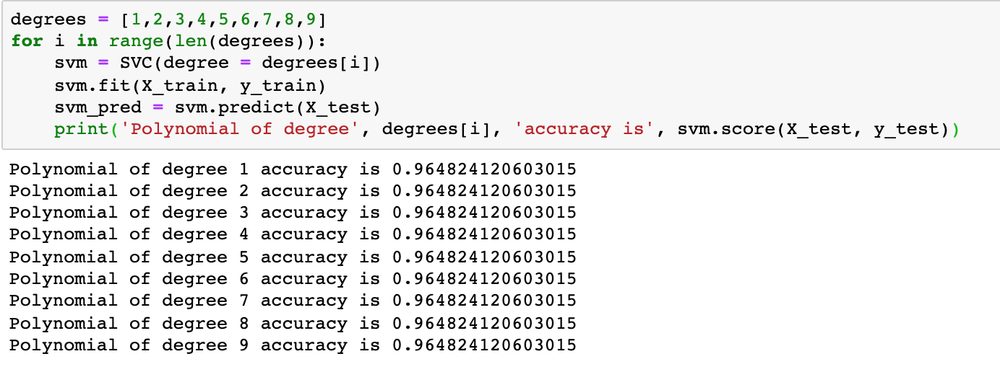 degrees = [1,2,3,4,5,6,7,8,9]
for i in range(len(degrees)):
    svm = SVC(degree = degrees[i])
    svm.fit(X_train, y_train)
    svm_pred = svm.predict(X_test)
    print('Polynomial of degree', degrees[i], 'accuracy is', svm.score(X_test, y_test))
Polynomial of degree 1 accuracy is 0.964824120603015
Polynomial of degree 2 accuracy is 0.964824120603015
Polynomial of degree 3 accuracy is 0.964824120603015
Polynomial of degree 4 accuracy is 0.964824120603015
Polynomial of degree 5 accuracy is 0.964824120603015
Polynomial of degree 6 accuracy is 0.964824120603015
Polynomial of degree 7 accuracy is 0.964824120603015
Polynomial of degree 8 accuracy is 0.964824120603015
Polynomial of degree 9 accuracy is 0.964824120603015